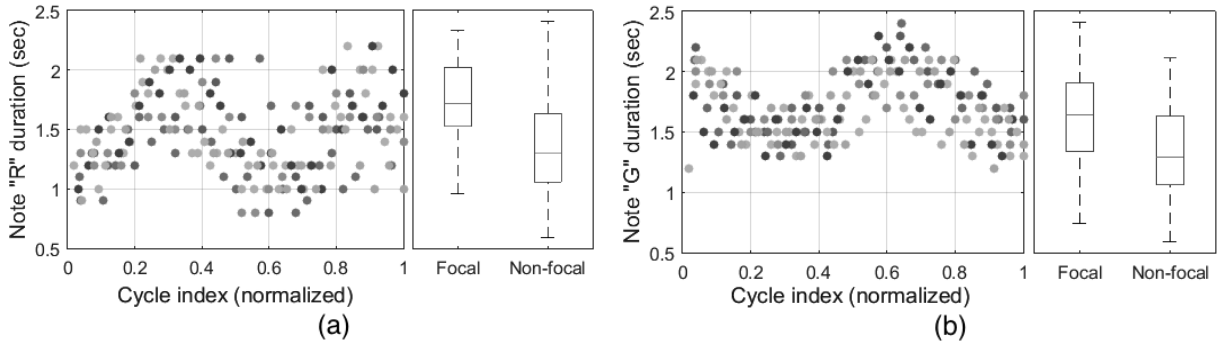 Note "R" duration (sec)
2.5
2
1.5
1
0.5
0
0.2
0.4
0.6
0.8
1
Cycle index (normalized)
Focal
Non-focal
(a)
Note "G" duration (sec)
2.5
2
1.5
1
0.5
0
0.2
0.4
0.6
0.8
1
Cycle index (normalized)
Focal
Non-focal
(b)